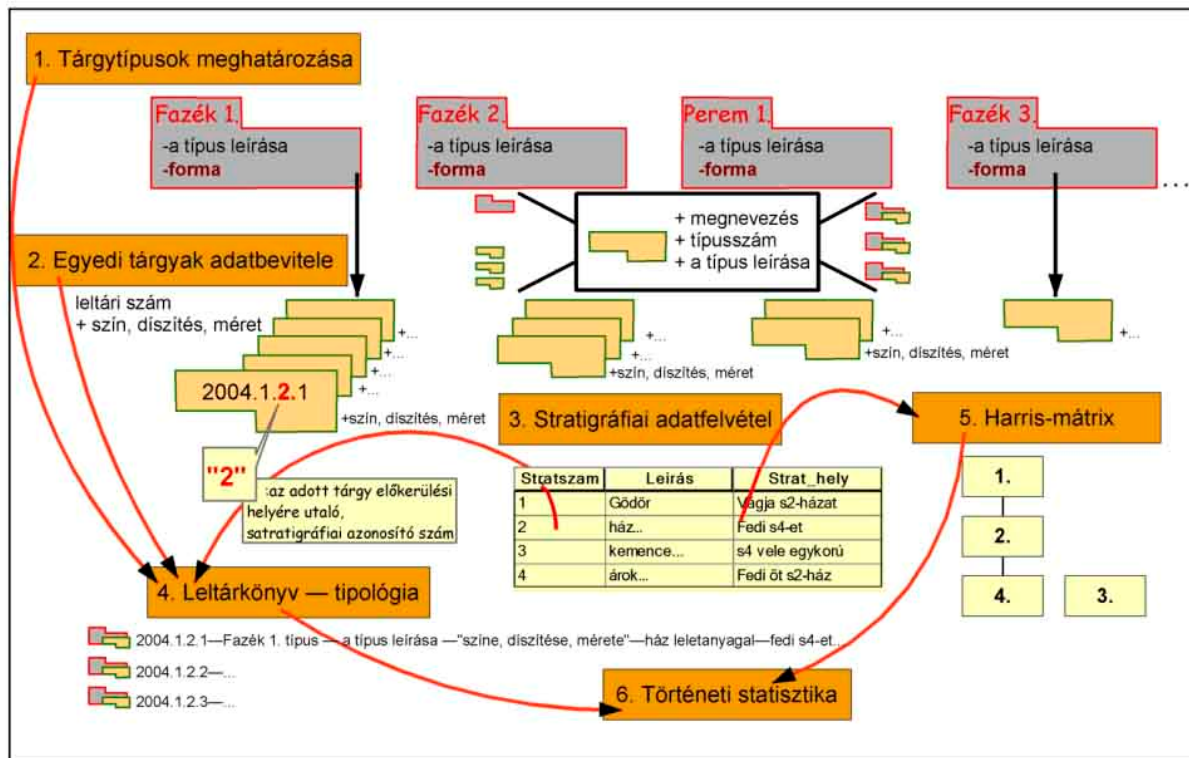 1. Tárgytípusok meghatározása
Fazék 1.
-a típus leírása
-forma
Fazék 2.
-a típus leírása
-forma
Perem 1.
-a típus leírása
-forma
Fazék 3.
-a típus leírása
-forma
...
+ megnevezés
+ típusszám
+ a típus leírása
2. Egyedi tárgyak adatbevitele
leltári szám
+ szín, díszítés, méret
+...
+...
+...
+...
2004.1.2.1
+szín, díszítés, méret
+...
+...
+szín, díszítés, méret
+...
+szín, díszítés, méret
+...
"2"
az adott tárgy előkerülési
helyére utaló,
satratigráfiai azonosító szám
3. Stratigráfiai adatfelvétel
Stratszam Leírás Strat_hely
1 Gödör Vágja s2-házat
2 ház... Fedi s4-et
3 kemence... s4 vele egykorú
4 árok... Fedi őt s2-ház
5. Harris-mátrix
1.
2.
4.
3.
4. Leltárkönyv — tipológia
2004.1.2.1—Fazék 1. típus — a típus leírása —"színe, díszítése, mérete"—ház leletanyagal—fedi s4-et..
2004.1.2.2—...
2004.1.2.3—...
6. Történeti statisztika